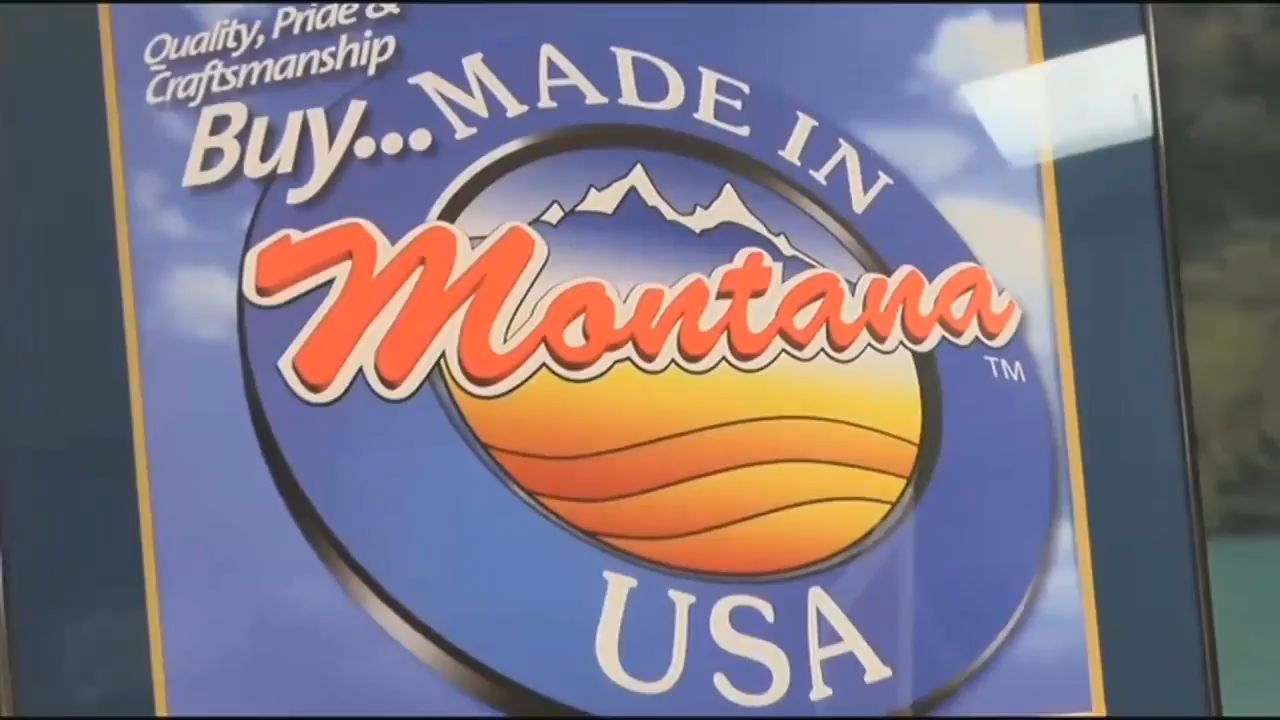 Quality, Pride &
Craftsmanship
Buy...
MADE IN
Montana
TM
USA